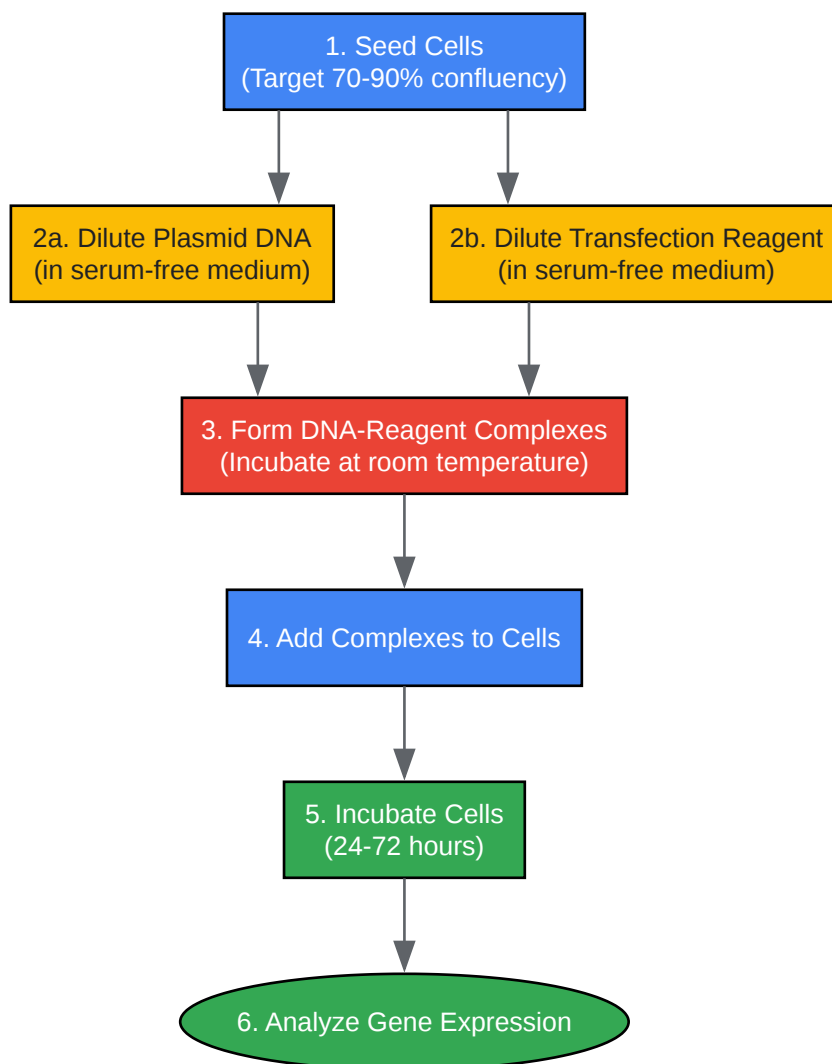 1. Seed Cells
(Target 70-90% confluency)
2a. Dilute Plasmid DNA
(in serum-free medium)
2b. Dilute Transfection Reagent
(in serum-free medium)
3. Form DNA-Reagent Complexes
(Incubate at room temperature)
4. Add Complexes to Cells
5. Incubate Cells
(24-72 hours)
6. Analyze Gene Expression